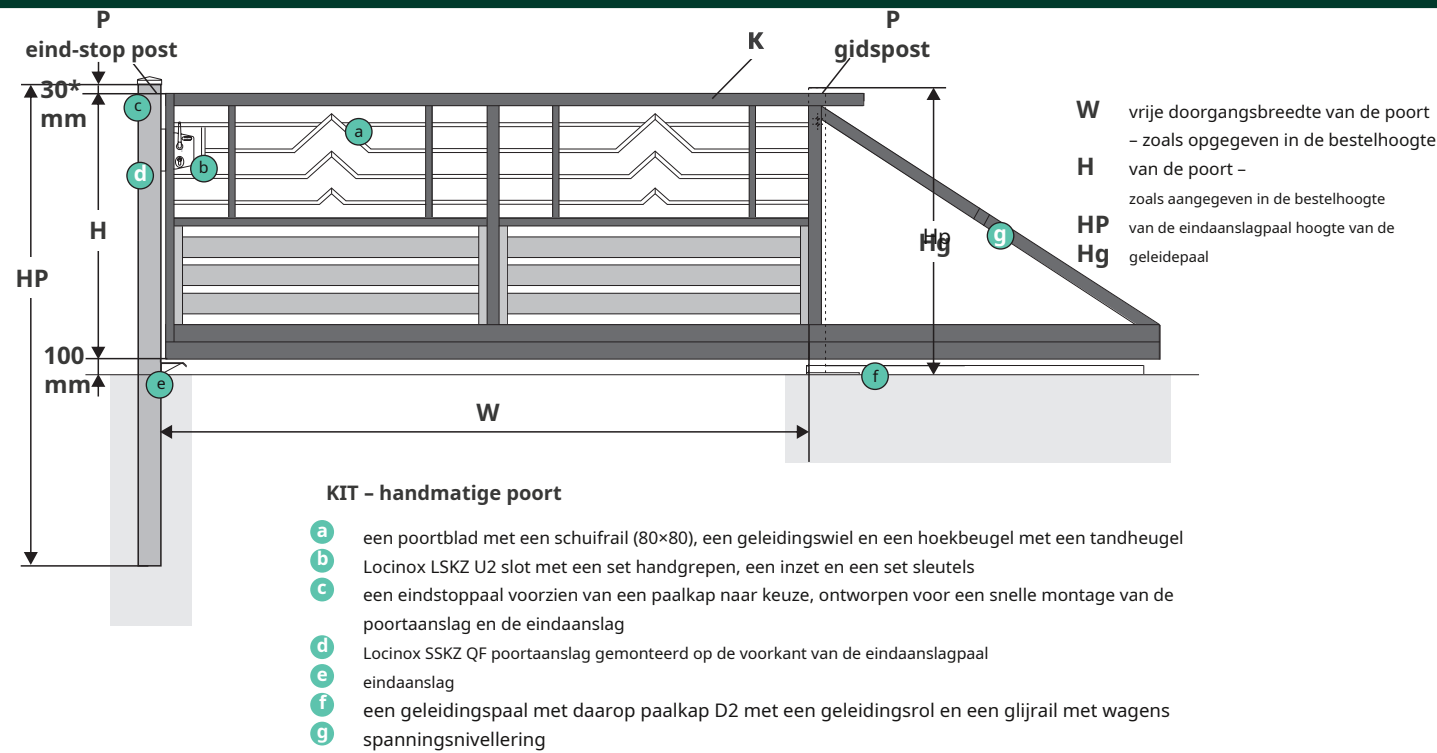 P
eind-stop post
30*
mm
K
P
gidspost
c
a
b
d
H
HP
Hp
Hg
g
100
mm
e
f
W
W vrije doorgangsbreedte van de poort
– zoals opgegeven in de bestelhoogte
H van de poort –
zoals aangegeven in de bestelhoogte
HP van de eindaanslagpaal hoogte van de
Hg geleidepaal
KIT – handmatige poort
a een poortblad met een schuifrail (80×80), een geleidingswiel en een hoekbeugel met een tandheugel
b Locinox LSKZ U2 slot met een set handgrepen, een inzet en een set sleutels
c een eindstoppaal voorzien van een paalkap naar keuze, ontworpen voor een snelle montage van de
poortaanslag en de eindaanslag
d Locinox SSKZ QF poortaanslag gemonteerd op de voorkant van de eindaanslagpaal
e eindaanslag
f een geleidingspaal met daarop paalkap D2 met een geleidingsrol en een glijrail met wagens
g spanningsnivellering